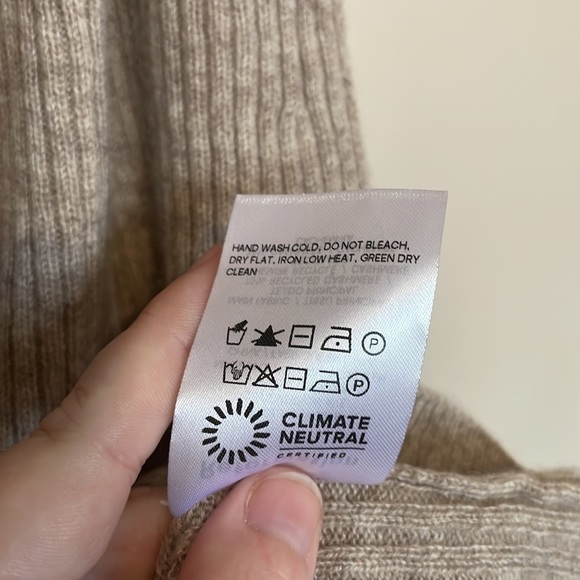 HAND WASH COLD, DO NOT BLEACH,
DRY FLAT, IRON LOW HEAT, GREEN DRY
CLEAN
P
P
CLIMATE
NEUTRAL
CERTIFIED